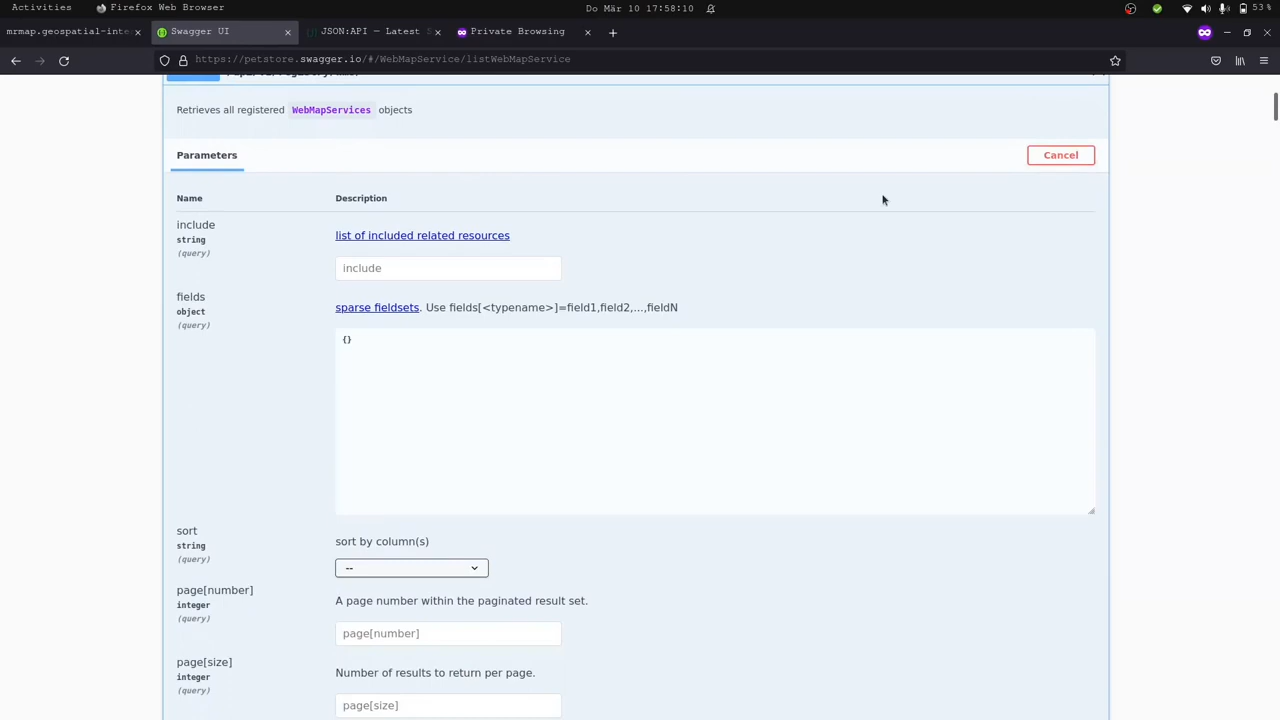 Activities Firefox Web Browser Do Mär 10 17:58:10 53 %
mrmap.geospatial-inte Swagger UI JSON:API — Latest S Private Browsing
https://petstore.swagger.io/#/WebMapService/listWebMapService
Retrieves all registered WebMapServices objects
Parameters Cancel
Name Description
include
string
(query)
list of included related resources
include
fields
object
(query)
sparse fieldsets. Use fields[<typename>]=field1,field2,...,fieldN
{}
sort
string
(query)
sort by column(s)
--
page[number]
integer
(query)
A page number within the paginated result set.
page[number]
page[size]
integer
(query)
Number of results to return per page.
page[size]